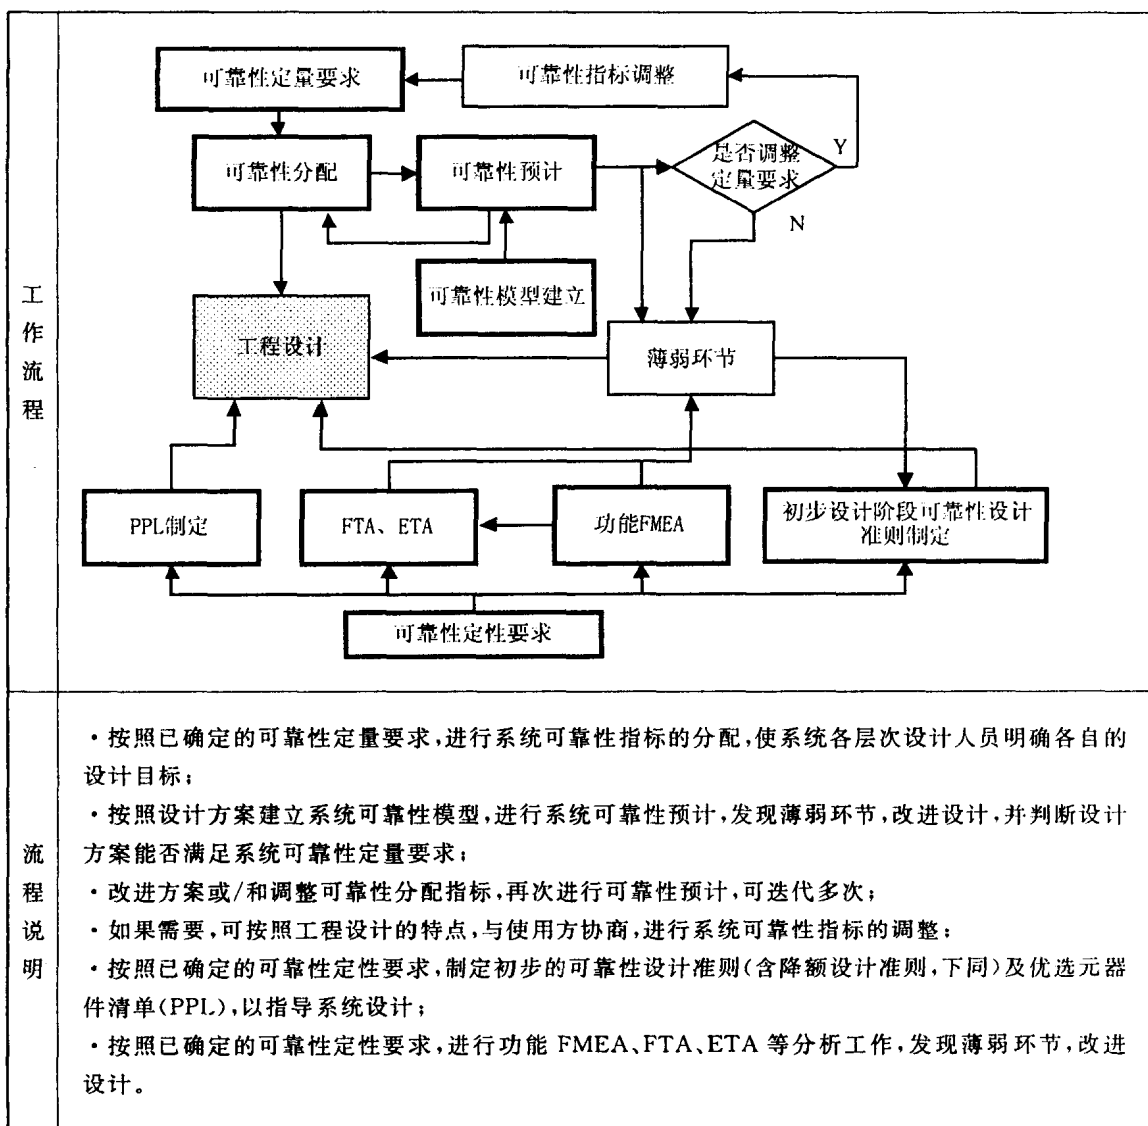 可靠性定量要求
可靠性指标调整
可靠性分配
可靠性预计
是否调整
定量要求
Y
N
可靠性模型建立
工作流程
工程设计
薄弱环节
PPL制定
FTA、ETA
功能FMEA
初步设计阶段可靠性设计
准则制定
可靠性定性要求
流程说明
·按照已确定的可靠性定量要求,进行系统可靠性指标的分配,使系统各层次设计人员明确各自的
设计目标;
·按照设计方案建立系统可靠性模型,进行系统可靠性预计,发现薄弱环节,改进设计,并判断设计
方案能否满足系统可靠性定量要求;
·改进方案或/和调整可靠性分配指标,再次进行可靠性预计,可迭代多次;
·如果需要,可按照工程设计的特点,与使用方协商,进行系统可靠性指标的调整;
·按照已确定的可靠性定性要求,制定初步的可靠性设计准则(含降额设计准则,下同)及优选元器
件清单(PPL),以指导系统设计;
·按照已确定的可靠性定性要求,进行功能 FMEA、FTA、ETA 等分析工作,发现薄弱环节,改进
设计。